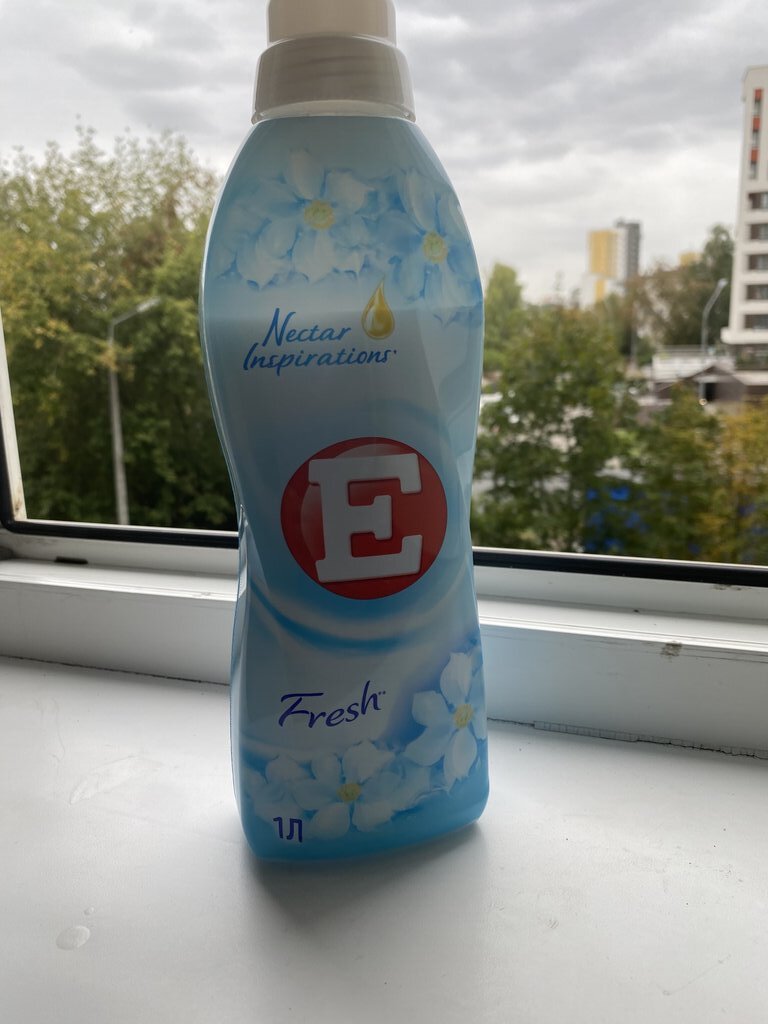 Nectar
Inspirations
E
Fresh
1Л